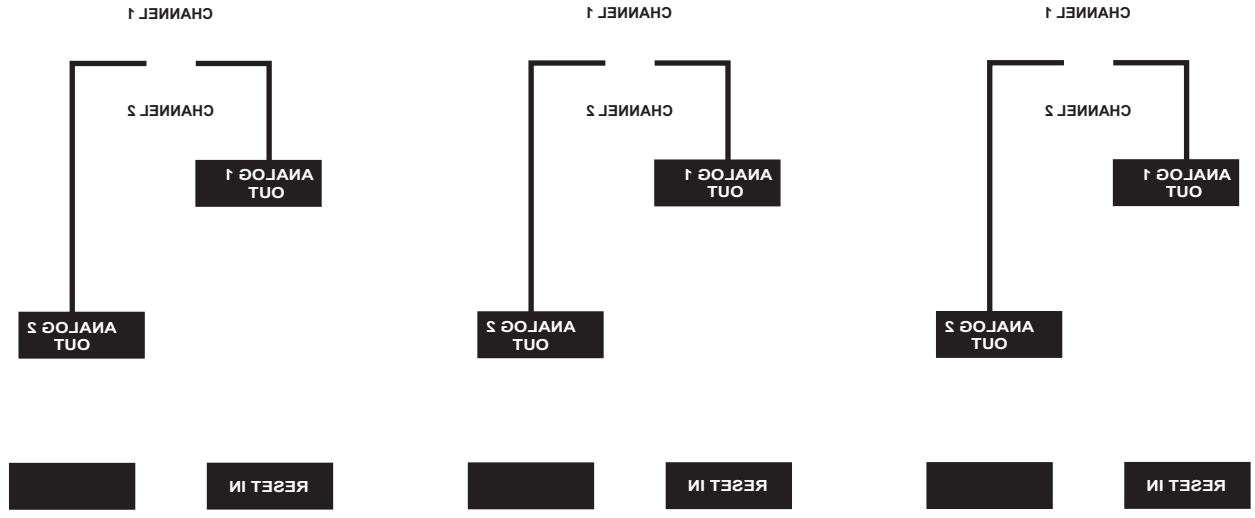 CHANNEL 1
CHANNEL 1
CHANNEL 1
CHANNEL 2
CHANNEL 2
CHANNEL 2
ANALOG 1
OUT
ANALOG 1
OUT
ANALOG 1
OUT
ANALOG 2
OUT
ANALOG 2
OUT
ANALOG 2
OUT
RESET IN
RESET IN
RESET IN